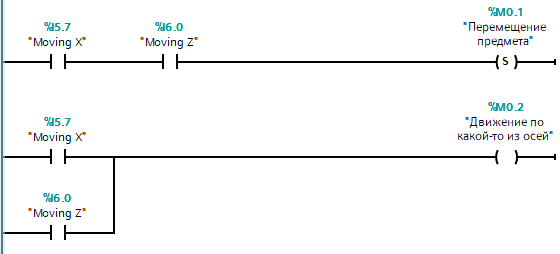 %I5.7
"Moving X"
%I6.0
"Moving Z"
%M0.1
"Перемещение
предмета"
S
%I5.7
"Moving X"
%M0.2
"Движение по
какой-то из осей"
%I6.0
"Moving Z"